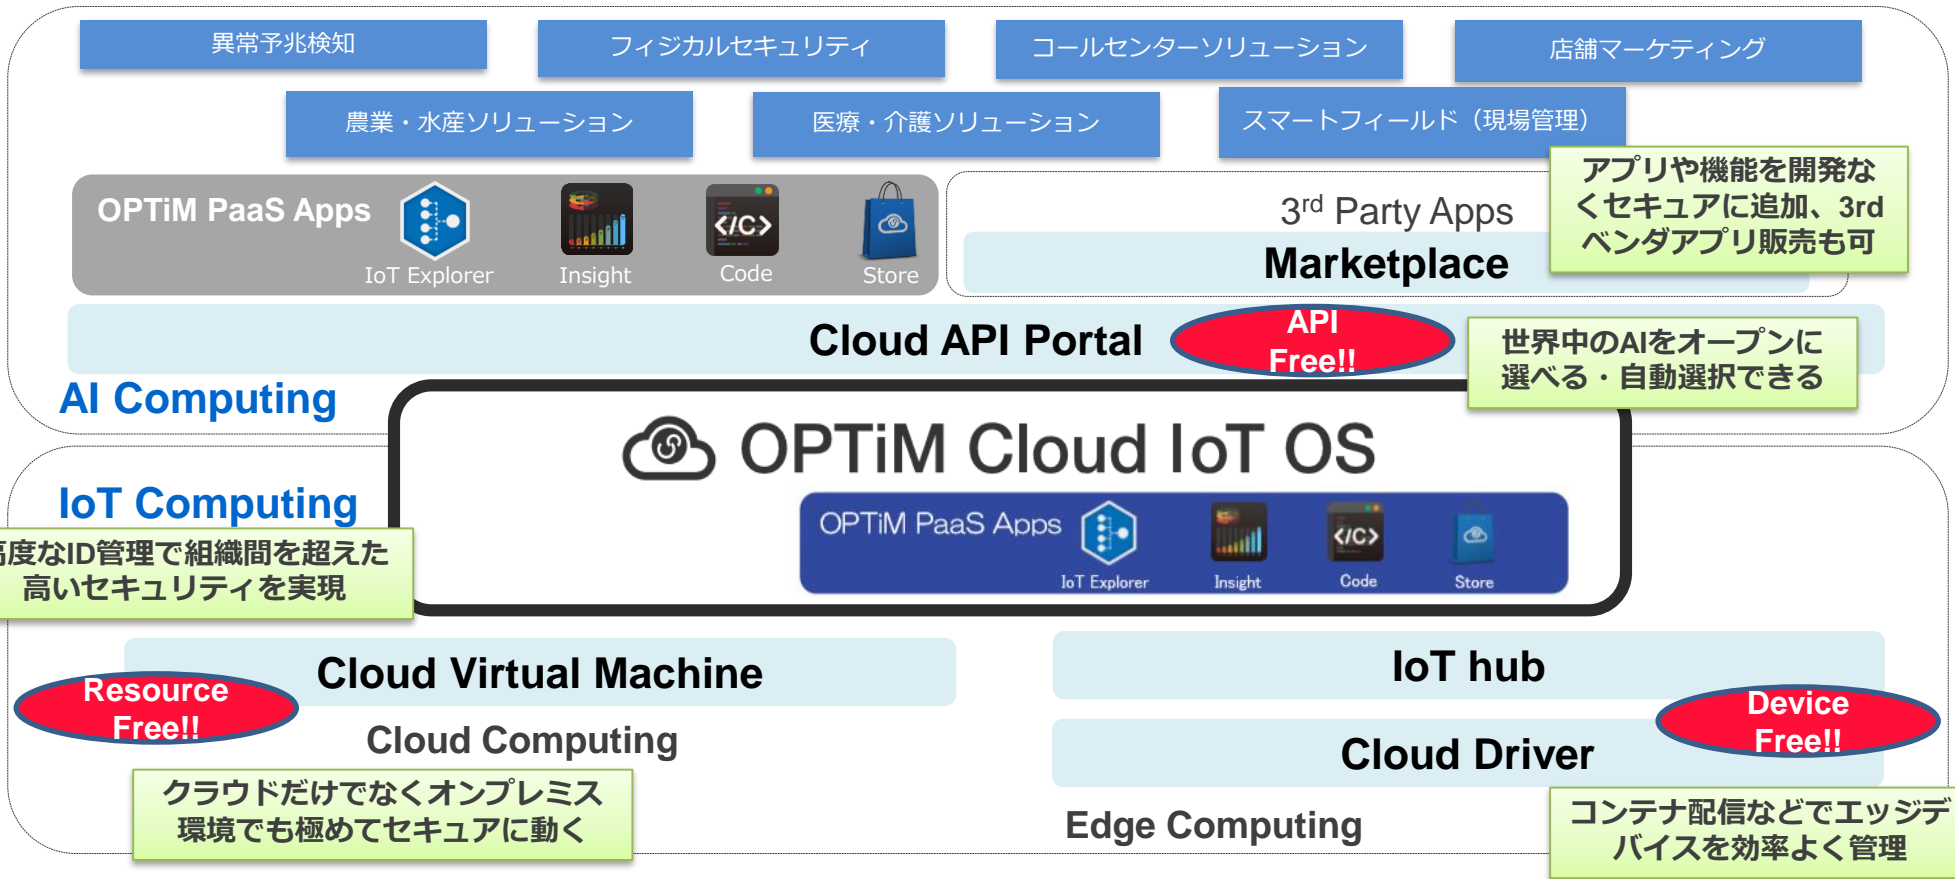 異常予兆検知
フィジカルセキュリティ
コールセンターソリューション
店舗マーケティング
農業・水産ソリューション
医療・介護ソリューション
スマートフィールド（現場管理）
アプリや機能を開発な
くセキュアに追加、3rd
ベンダアプリ販売も可
OPTiM PaaS Apps
IoT Explorer
Insight
</C>
Code
Store
3rd Party Apps
Marketplace
Cloud API Portal
API
Free!!
世界中のAIをオープンに
選べる・自動選択できる
AI Computing
OPTiM Cloud IoT OS
IoT Computing
高度なID管理で組織間を超えた
高いセキュリティを実現
OPTiM PaaS Apps
IoT Explorer
Insight
</C>
Code
Store
Cloud Virtual Machine
Resource
Free!!
Cloud Computing
クラウドだけでなくオンプレミス
環境でも極めてセキュアに動く
IoT hub
Device
Free!!
Cloud Driver
Edge Computing
コンテナ配信などでエッジデ
バイスを効率よく管理